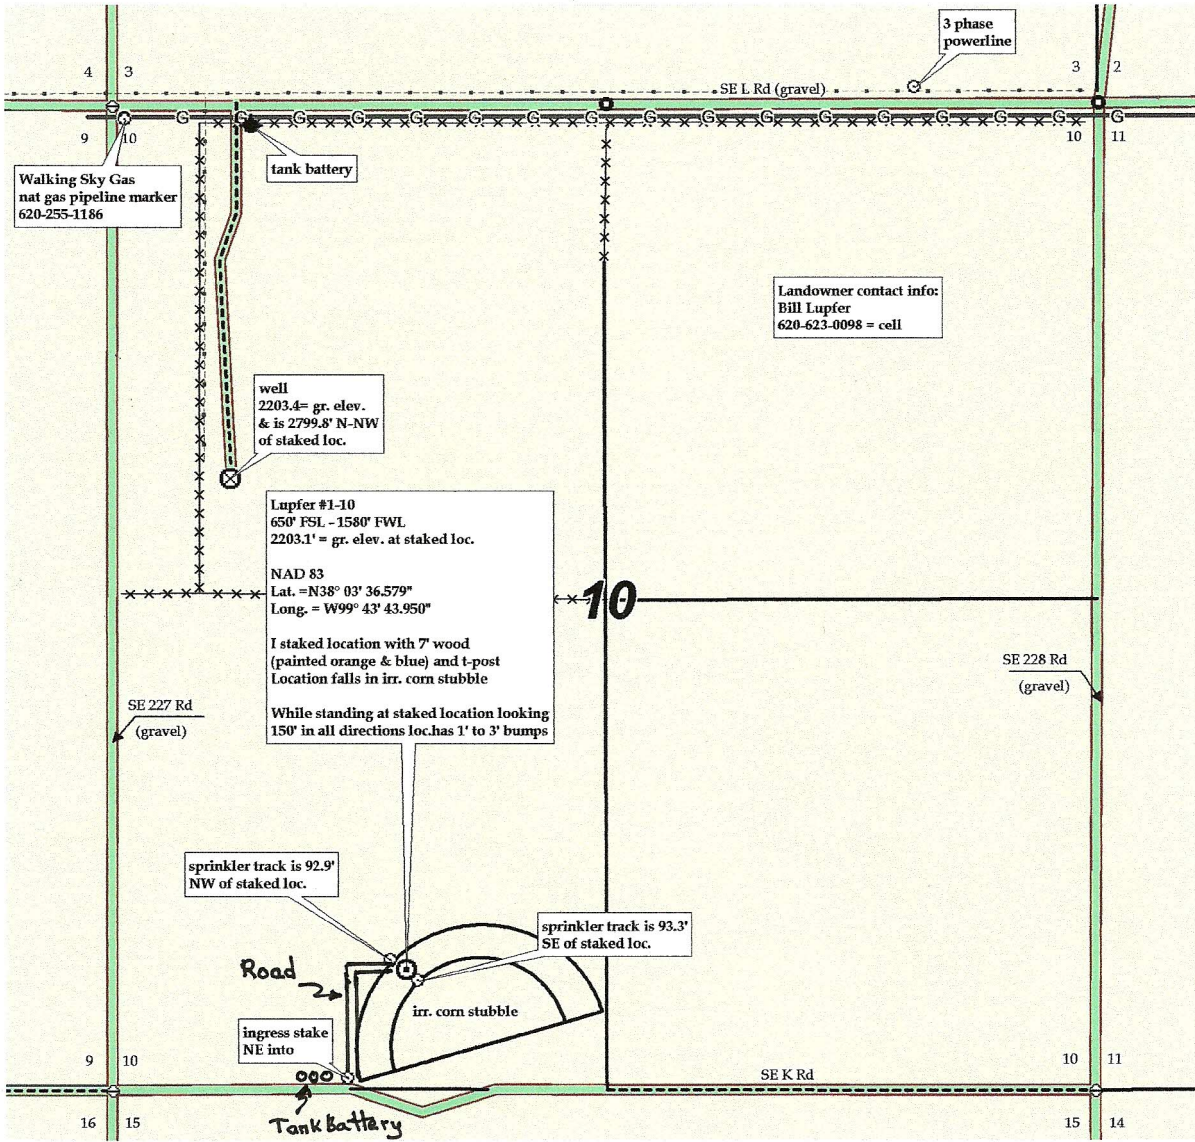 3 phase
powerline
4 3
3 2
SE L Rd (gravel)
G G G G G G G G G G G G G G G G G
9 10
10 11
tank battery
Walking Sky Gas
nat gas pipeline marker
620-255-1186
Landowner contact info:
Bill Lupfer
620-623-0098 = cell
well
2203.4= gr. elev.
& is 2799.8' N-NW
of staked loc.
Lupfer #1-10
650' FSL - 1580' FWL
2203.1' = gr. elev. at staked loc.
NAD 83
Lat. =N38° 03' 36.579"
Long. = W99° 43' 43.950"
I staked location with 7' wood
(painted orange & blue) and t-post
Location falls in irr. corn stubble
While standing at staked location looking
150' in all directions loc.has 1' to 3' bumps
10
SE 228 Rd
(gravel)
SE 227 Rd
(gravel)
sprinkler track is 92.9'
NW of staked loc.
sprinkler track is 93.3'
SE of staked loc.
Road
irr. corn stubble
ingress stake
NE into
9 10
10 11
SE K Rd
Tank Battery
16 15
15 14